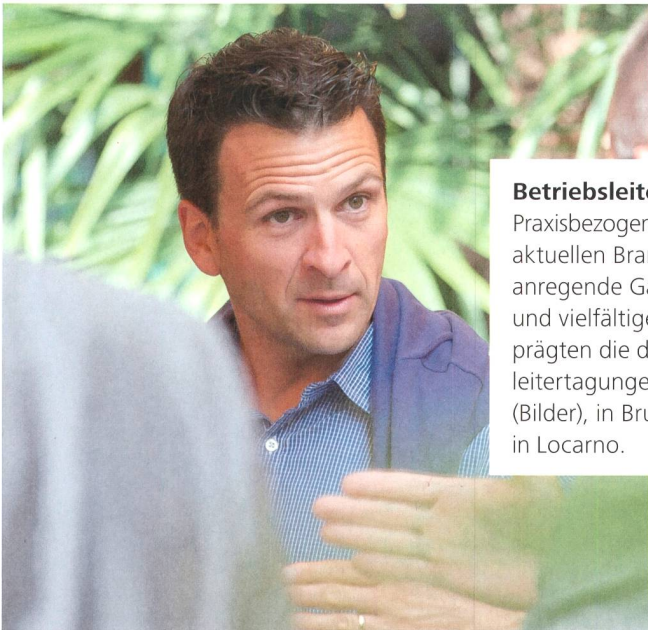 Betriebsleite
Praxisbezogen
aktuellen Bra
anregende Ga
und vielfältige
prägten die d
leitertagunge
(Bilder), in Bru
in Locarno.